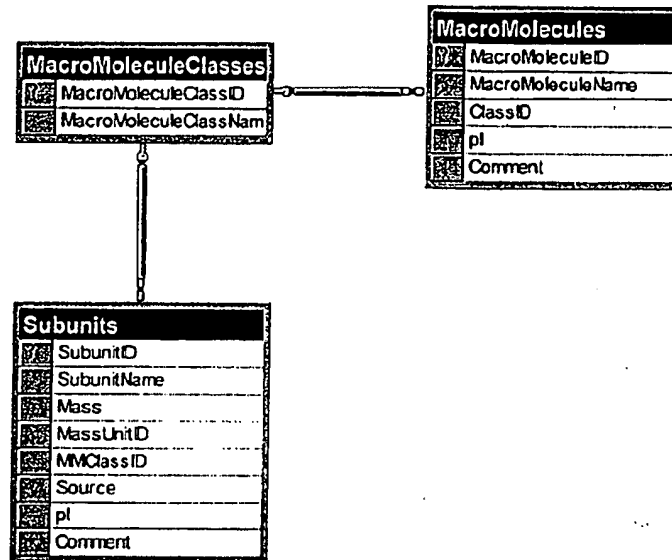 MacroMoleculeClasses
MacroMoleculeClassID
MacroMoleculeClassNam
MacroMolecules
MacroMoleculeID
MacroMoleculeName
ClassID
pI
Comment
Subunits
SubunitID
SubunitName
Mass
MassUnitID
MMClassID
Source
pI
Comment